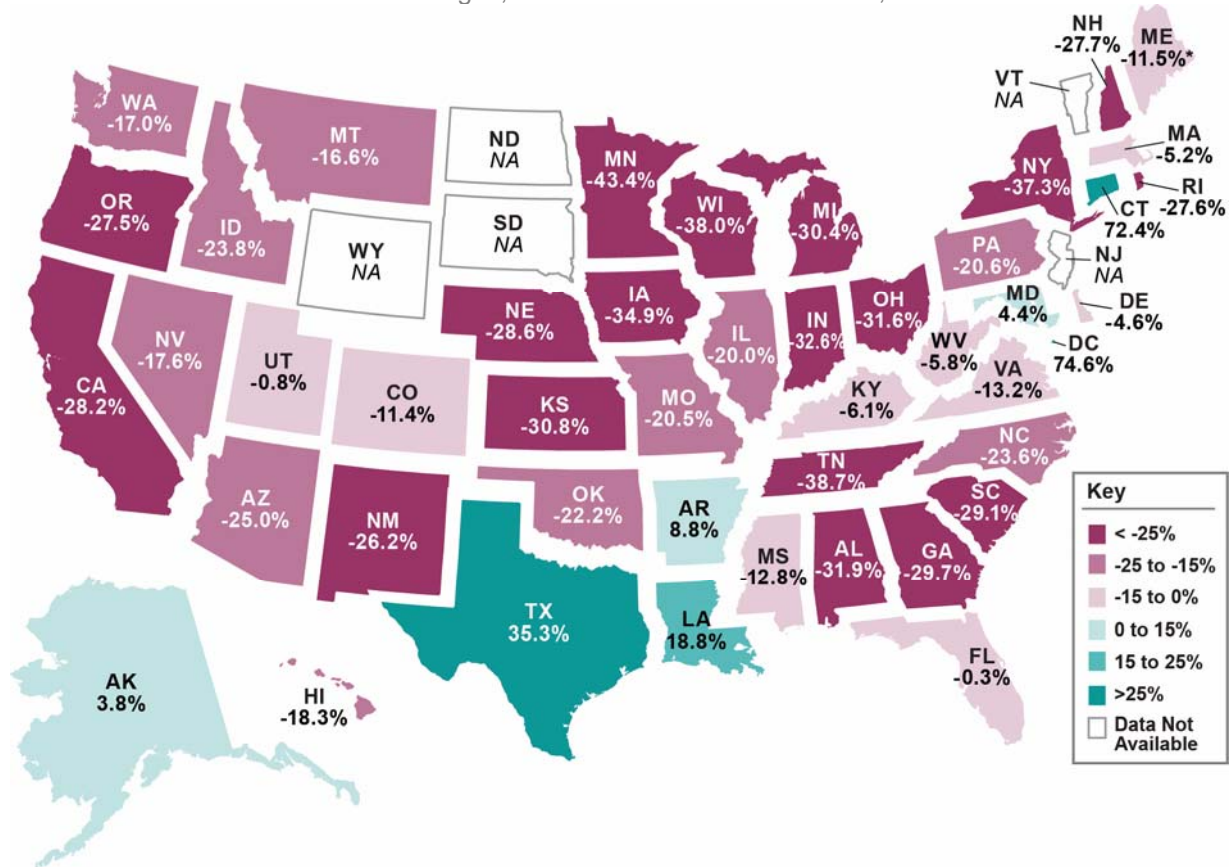 NH
-27.7%
ME
-11.5%*
VT
NA
WA
-17.0%
MT
-16.6%
ND
NA
MN
-43.4%
MA
-5.2%
OR
-27.5%
ID
-23.8%
WY
NA
SD
NA
WI
-38.0%
MI
-30.4%
NY
-37.3%
RI
-27.6%
CT
72.4%
PA
-20.6%
NJ
NA
NE
-28.6%
IA
-34.9%
IL
-20.0%
IN
-32.6%
OH
-31.6%
MD
4.4%
DE
-4.6%
NV
-17.6%
UT
-0.8%
CO
-11.4%
WV
-5.8%
DC
74.6%
CA
-28.2%
KS
-30.8%
MO
-20.5%
KY
-6.1%
VA
-13.2%
AZ
-25.0%
NM
-26.2%
OK
-22.2%
AR
8.8%
TN
-38.7%
NC
-23.6%
SC
-29.1%
MS
-12.8%
AL
-31.9%
GA
-29.7%
TX
35.3%
LA
18.8%
FL
-0.3%
AK
3.8%
HI
-18.3%
Key
< -25%
-25 to -15%
-15 to 0%
0 to 15%
15 to 25%
>25%
Data Not
Available